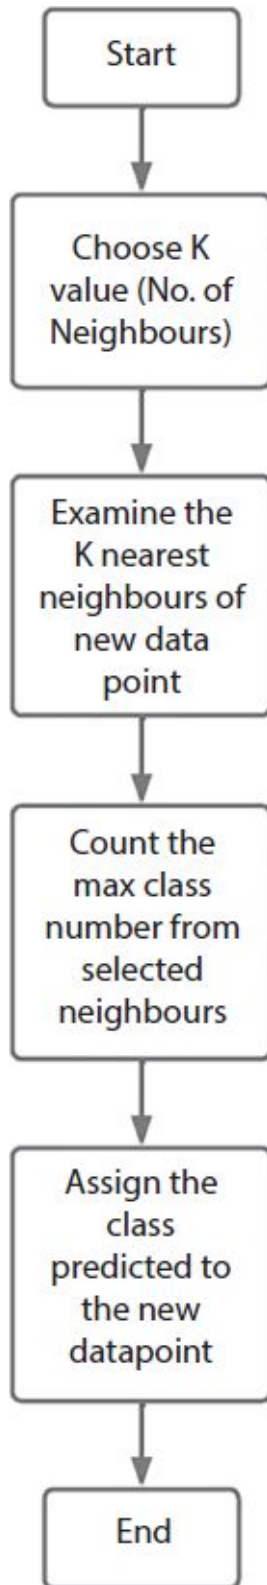 Start
Choose K
value (No. of
Neighbours)
Examine the
K nearest
neighbours of
new data
point
Count the
max class
number from
selected
neighbours
Assign the
class
predicted to
the new
datapoint
End